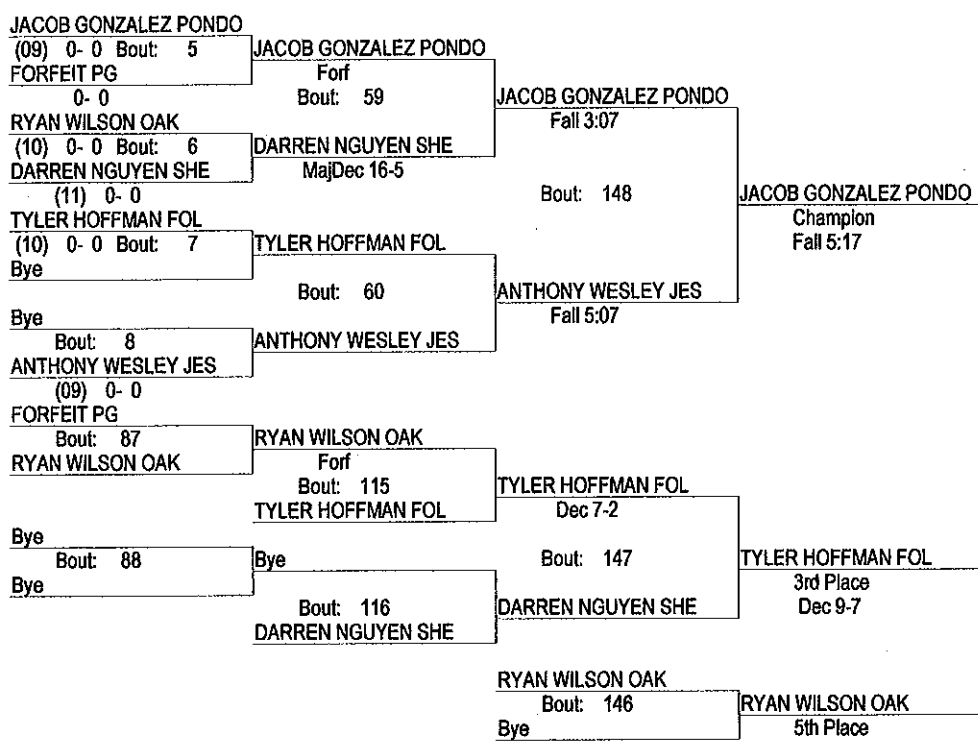 JACOB GONZALEZ PONDO
(09) 0- 0 Bout: 5
FORFEIT PG
0- 0
RYAN WILSON OAK
(10) 0- 0 Bout: 6
DARREN NGUYEN SHE
(11) 0- 0
TYLER HOFFMAN FOL
(10) 0- 0 Bout: 7
Bye
Bye
Bout: 8
ANTHONY WESLEY JES
(09) 0- 0
FORFEIT PG
Bout: 87
RYAN WILSON OAK
Bye
Bout: 88
Bye
JACOB GONZALEZ PONDO
Forf
Bout: 59
DARREN NGUYEN SHE
MajDec 16-5
TYLER HOFFMAN FOL
Bout: 60
ANTHONY WESLEY JES
RYAN WILSON OAK
Forf
Bout: 115
TYLER HOFFMAN FOL
Bye
Bout: 116
DARREN NGUYEN SHE
JACOB GONZALEZ PONDO
Fall 3:07
Bout: 148
ANTHONY WESLEY JES
Fall 5:07
TYLER HOFFMAN FOL
Dec 7-2
Bout: 147
DARREN NGUYEN SHE
RYAN WILSON OAK
Bout: 146
Bye
JACOB GONZALEZ PONDO
Champion
Fall 5:17
TYLER HOFFMAN FOL
3rd Place
Dec 9-7
RYAN WILSON OAK
5th Place